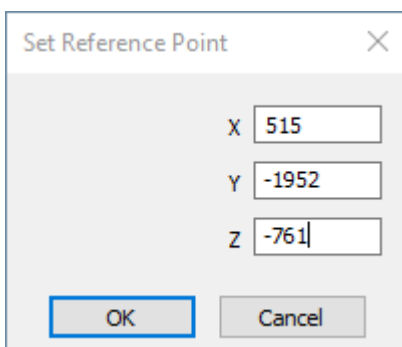 Set Reference Point
X 515
Y -1952
Z -761
OK Cancel